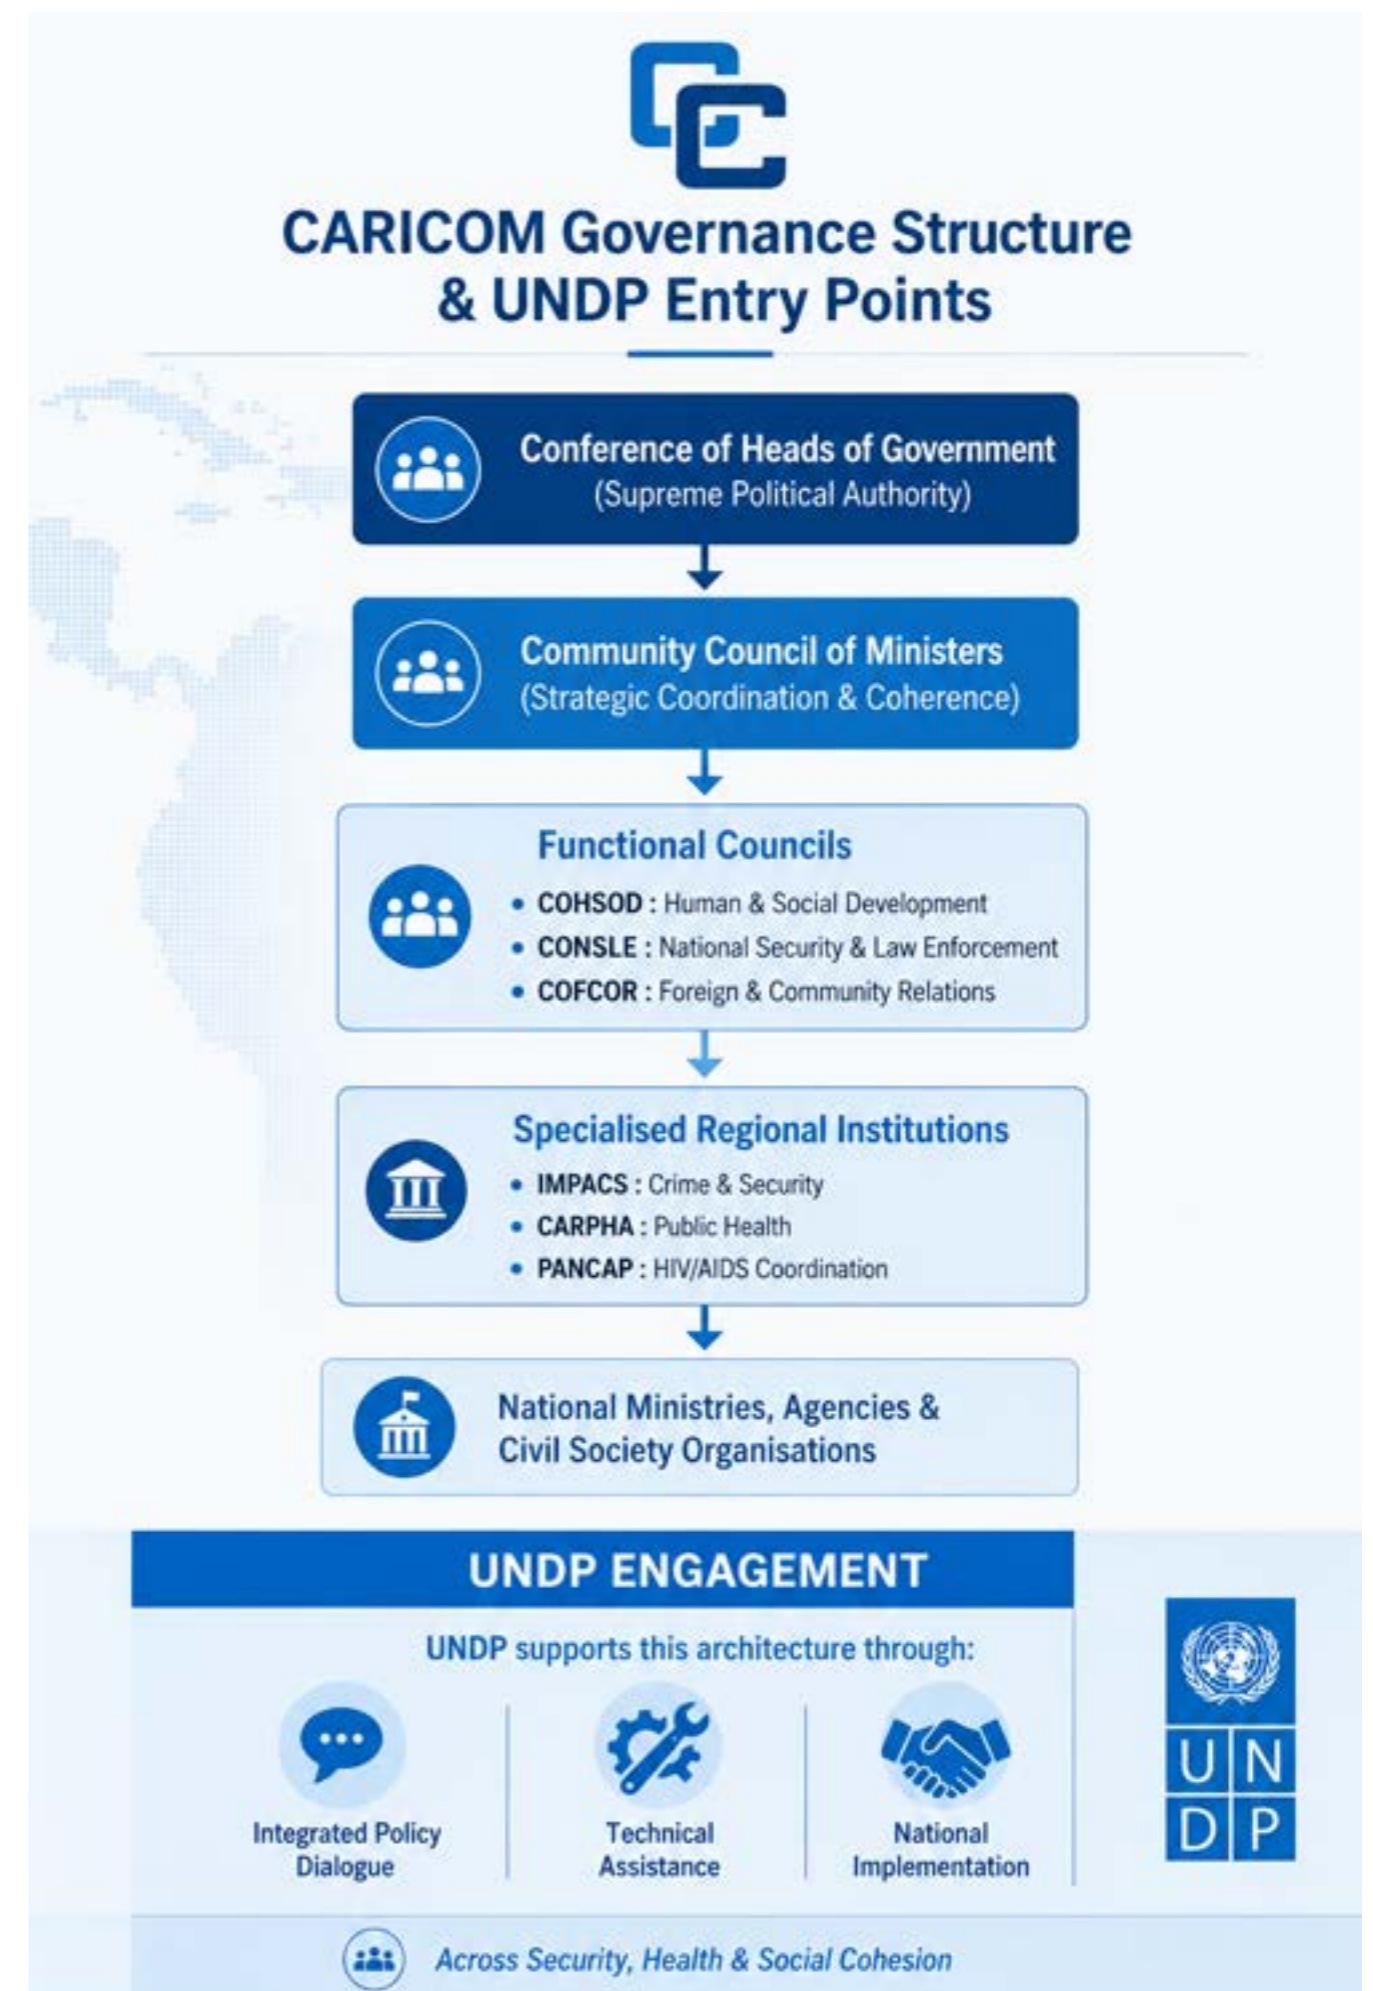 CARICOM Governance Structure
& UNDP Entry Points
Conference of Heads of Government
(Supreme Political Authority)
Community Council of Ministers
(Strategic Coordination & Coherence)
Functional Councils
• COHSOD : Human & Social Development
• CONSLE : National Security & Law Enforcement
• COFCOR : Foreign & Community Relations
Specialised Regional Institutions
• IMPACS : Crime & Security
• CARPHA : Public Health
• PANCAP : HIV/AIDS Coordination
National Ministries, Agencies &
Civil Society Organisations
UNDP ENGAGEMENT
UNDP supports this architecture through:
Integrated Policy
Dialogue
Technical
Assistance
National
Implementation
U N
D P
Across Security, Health & Social Cohesion